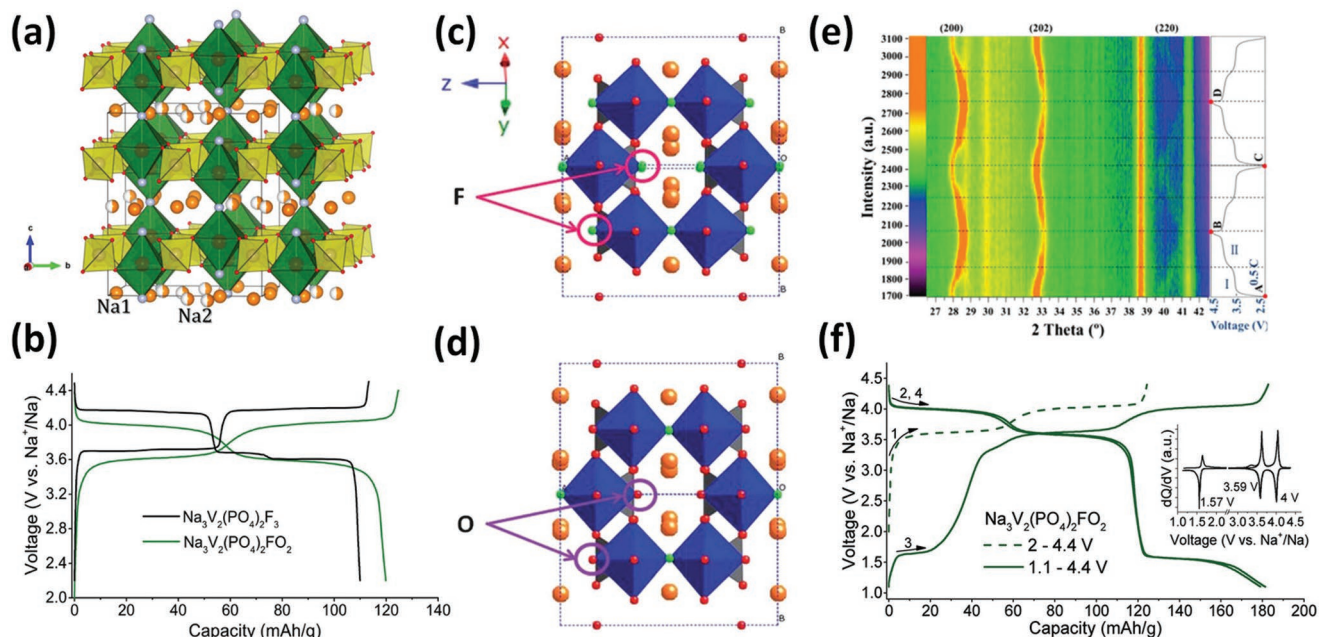 (a)
c
b
Na1
Na2
(b)
Voltage (V vs. Na⁺/Na)
4.4
4.0
3.6
3.2
2.8
2.4
2.0
Na₃V₂(PO₄)₂F₃
Na₃V₂(PO₄)₂FO₂
0 20 40 60 80 100 120 140
Capacity (mAh/g)
(c)
x
z
y
B
F
O
(d)
B
O
O
(e)
(200) (202) (220)
Intensity (a.u.)
3100
3000
2900
2800
2700
2600
2500
2400
2300
2200
2100
2000
1900
1800
1700
D
C
B
II
I
0.5 C
A
27 28 29 30 31 32 33 34 35 36 37 38 39 40 41 42
2 Theta (º)
4.5 3.5 2.5
Voltage (V)
(f)
Voltage (V vs. Na⁺/Na)
4.5
4.0
3.5
3.0
2.5
2.0
1.5
1.0
2, 4
1
3
Na₃V₂(PO₄)₂FO₂
2 - 4.4 V
1.1 - 4.4 V
dQ/dV (a.u.)
1.57 V
3.59 V
4 V
1.0 1.5 2.0 3.0 3.5 4.0 4.5
Voltage (V vs. Na⁺/Na)
0 20 40 60 80 100 120 140 160 180 200
Capacity (mAh/g)